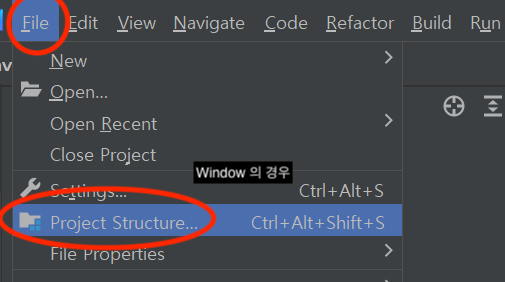 File Edit View Navigate Code Refactor Build Run
New
Open...
Open Recent
Close Project
Window 의 경우
Settings... Ctrl+Alt+S
Project Structure... Ctrl+Alt+Shift+S
File Properties